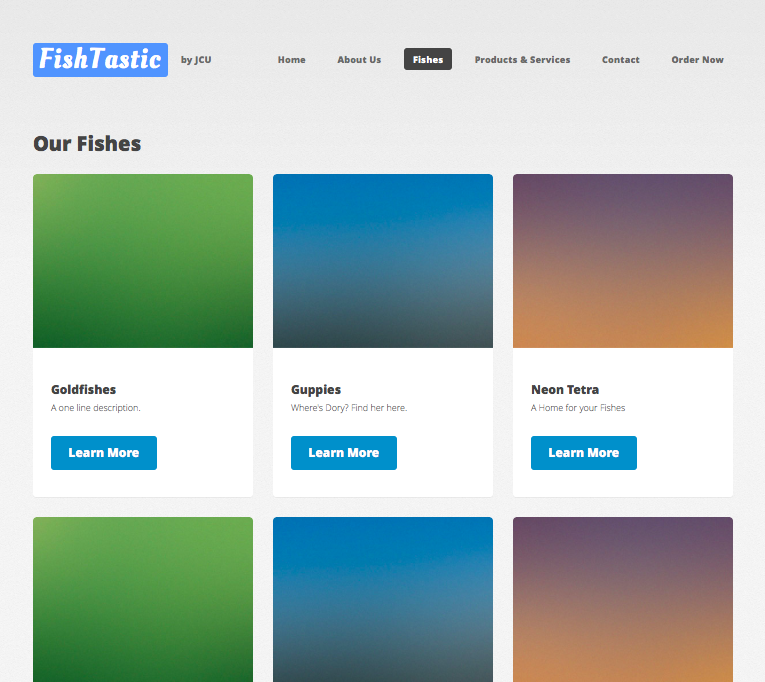 FishTastic by JCU Home About Us Fishes Products & Services Contact Order Now
Our Fishes
Goldfishes
A one line description.
Learn More
Guppies
Where's Dory? Find her here.
Learn More
Neon Tetra
A Home for your Fishes
Learn More